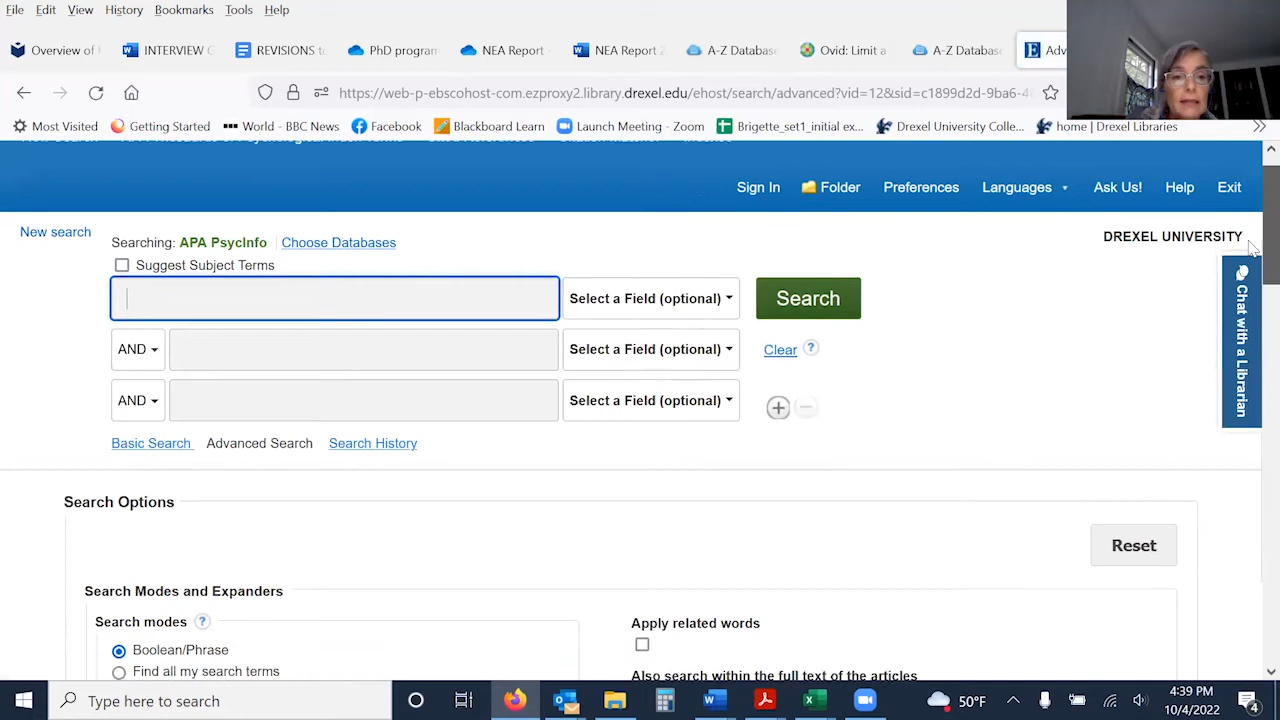 File Edit View History Bookmarks Tools Help
Overview of INTERVIEW REVISIONS to PhD program NEA Report NEA Report 2 A-Z Database Ovid: Limit a A-Z Database Adv
https://web-p-ebscohost-com.ezproxy2.library.drexel.edu/ehost/search/advanced?vid=12&sid=c1899d2d-9ba6-4
Most Visited Getting Started World - BBC News Facebook Blackboard Learn Launch Meeting - Zoom Brigette_set1_initial ex... Drexel University Colle... home | Drexel Libraries
Sign In Folder Preferences Languages Ask Us! Help Exit
New search
DREXEL UNIVERSITY
Searching: APA PsycInfo Choose Databases
Suggest Subject Terms
Select a Field (optional) Search
AND Select a Field (optional) Clear ?
AND Select a Field (optional)
Basic Search Advanced Search Search History
Chat with a Librarian
Search Options
Reset
Search Modes and Expanders
Search modes ?
Boolean/Phrase
Find all my search terms
Apply related words
Also search within the full text of the articles
Type here to search
50°F
4:39 PM
10/4/2022
4